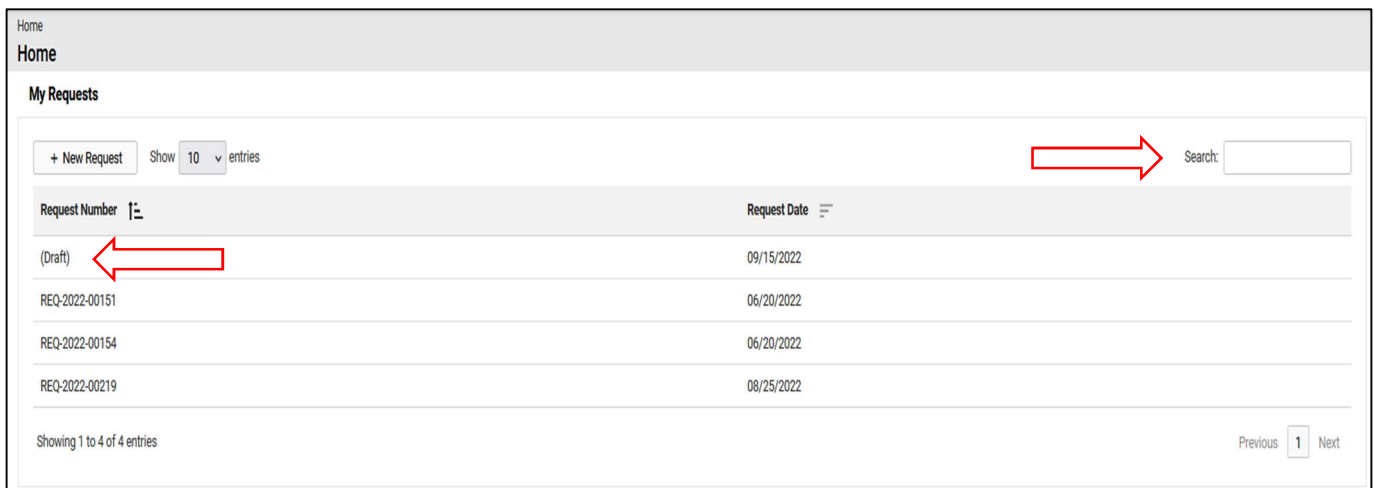 Home
Home
My Requests
+ New Request Show 10 entries Search:
Request Number Request Date
(Draft) 09/15/2022
REQ-2022-00151 06/20/2022
REQ-2022-00154 06/20/2022
REQ-2022-00219 08/25/2022
Showing 1 to 4 of 4 entries Previous 1 Next